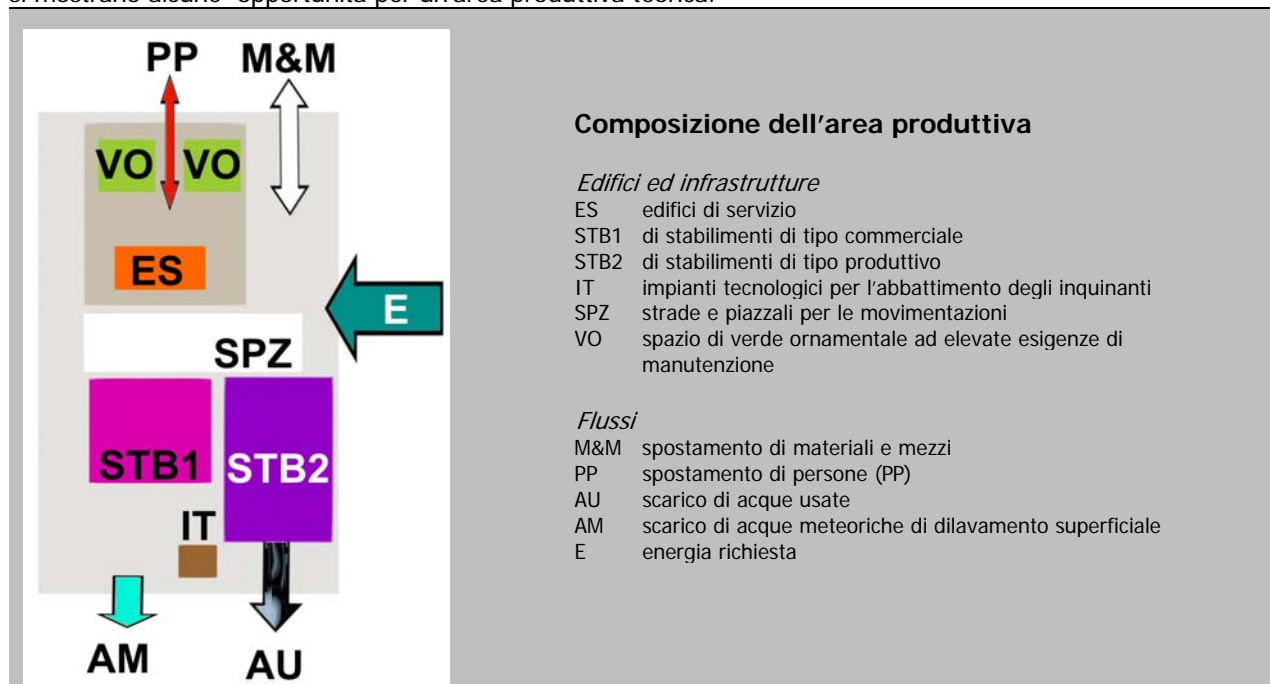 si mostrano alcune opportunità per un'area produttiva teorica.
PP M&M
VO VO
ES
E
SPZ
STB1 STB2
IT
AM AU
Composizione dell'area produttiva
Edifici ed infrastrutture
ES edifici di servizio
STB1 di stabilimenti di tipo commerciale
STB2 di stabilimenti di tipo produttivo
IT impianti tecnologici per l'abbattimento degli inquinanti
SPZ strade e piazzali per le movimentazioni
VO spazio di verde ornamentale ad elevate esigenze di
manutenzione
Flussi
M&M spostamento di materiali e mezzi
PP spostamento di persone (PP)
AU scarico di acque usate
AM scarico di acque meteoriche di dilavamento superficiale
E energia richiesta